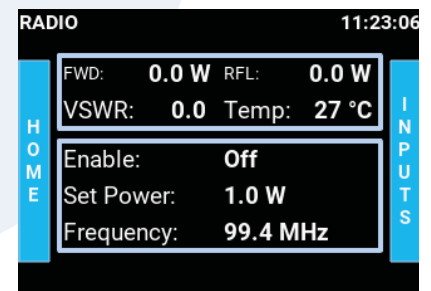 RADIO 11:23:06
FWD: 0.0 W RFL: 0.0 W
VSWR: 0.0 Temp: 27 °C
HOME
INPUTS
Enable: Off
Set Power: 1.0 W
Frequency: 99.4 MHz